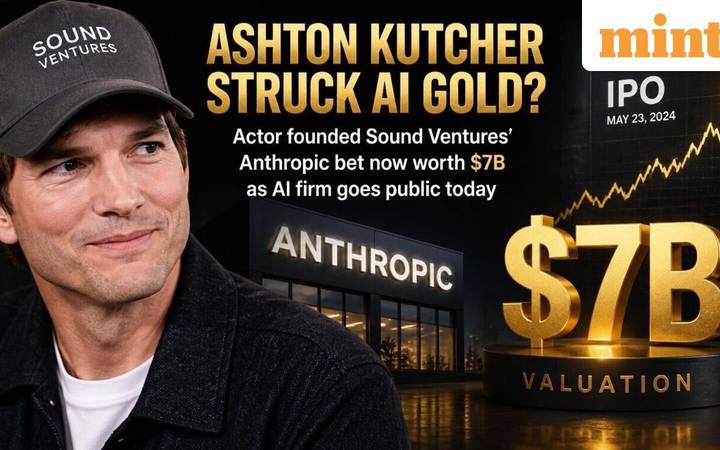 SOUND
VENTURES
ASHTON KUTCHER
STRUCK AI GOLD?
Actor founded Sound Ventures'
Anthropic bet now worth $7B
as AI firm goes public today
mint
IPO
MAY 23, 2024
ANTHROPIC
$7B
VALUATION